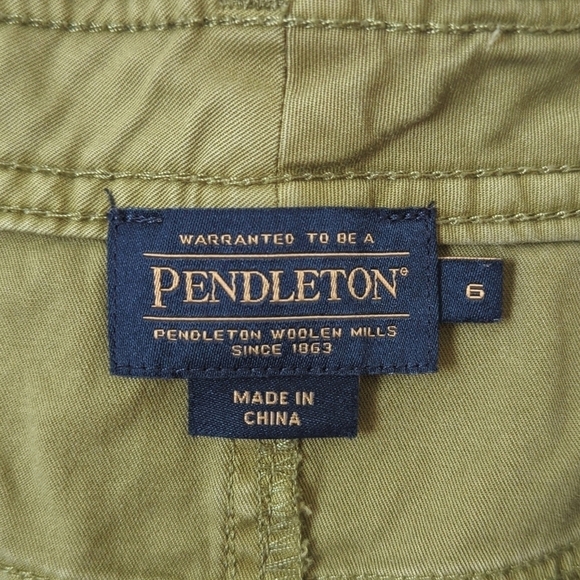 WARRANTED TO BE A
PENDLETON®
PENDLETON WOOLEN MILLS
SINCE 1863
6
MADE IN
CHINA